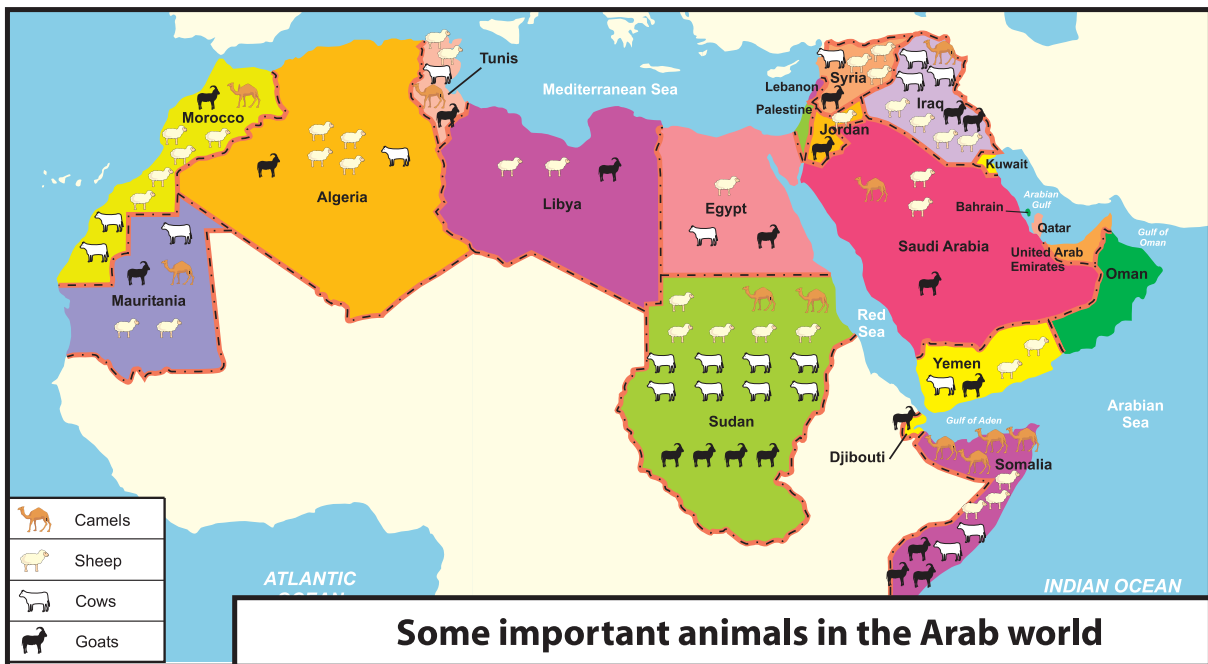 Tunis
Mediterranean Sea
Morocco
Algeria
Libya
Egypt
Mauritania
Sudan
Syria
Lebanon
Palestine
Iraq
Jordan
Kuwait
Bahrain
Arabian
Gulf
Qatar
Gulf of
Oman
Saudi Arabia
United Arab
Emirates
Oman
Red
Sea
Yemen
Arabian
Sea
Gulf of Aden
Djibouti
Somalia
Camels
Sheep
Cows
Goats
ATLANTIC
OCEAN
INDIAN OCEAN
Some important animals in the Arab world